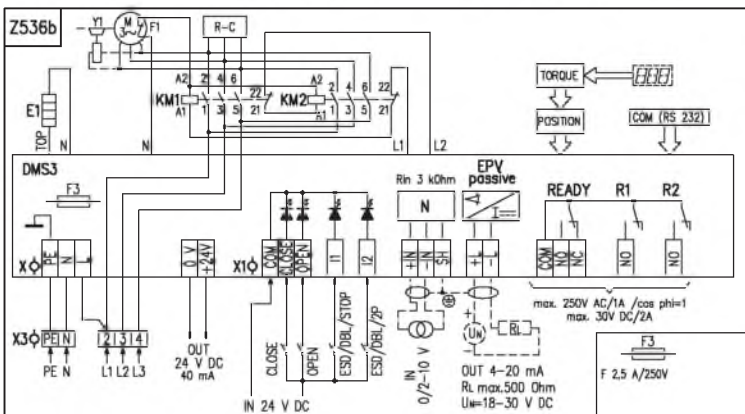 Z536b
Y1
M
3
F1
R-C
A2
2
4
6
KM1
22
21
A1
1
3
5
A2
KM2
2
4
6
22
A1
1
3
5
21
E1
TOP
N
N
L1
L2
TORQUE
POSITION
COM (RS 232)
DMS3
F3
Rin 3 kOhm
N
EPV
passive
READY
R1
R2
X
PE
N
L
0 V
+24V
X1
COM
CLOSE
OPEN
I1
I2
+IN
-IN
SH
+L
-L
COM
NO
NC
NO
NO
max. 250V AC/1A /cos phi=1
max. 30V DC/2A
X3
PE
N
2
3
4
PE N
L1 L2 L3
OUT
24 V DC
40 mA
CLOSE
OPEN
ESD/DBL/STOP
ESD/DBL/2P
IN 24 V DC
IN
0/2-10 V
+
UN
-
RL
OUT 4-20 mA
RL max.500 Ohm
UN=18-30 V DC
F3
F 2,5 A/250V